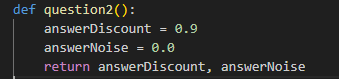 def question2():
    answerDiscount = 0.9
    answerNoise = 0.0
    return answerDiscount, answerNoise